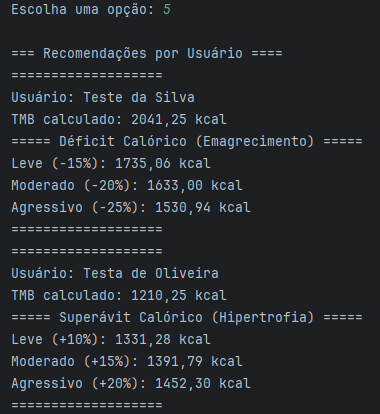 Escolha uma opção: 5
=== Recomendações por Usuário ====
===================
Usuário: Teste da Silva
TMB calculado: 2041,25 kcal
===== Déficit Calórico (Emagrecimento) =====
Leve (-15%): 1735,06 kcal
Moderado (-20%): 1633,00 kcal
Agressivo (-25%): 1530,94 kcal
===================
===================
Usuário: Testa de Oliveira
TMB calculado: 1210,25 kcal
===== Superávit Calórico (Hipertrofia) =====
Leve (+10%): 1331,28 kcal
Moderado (+15%): 1391,79 kcal
Agressivo (+20%): 1452,30 kcal
===================